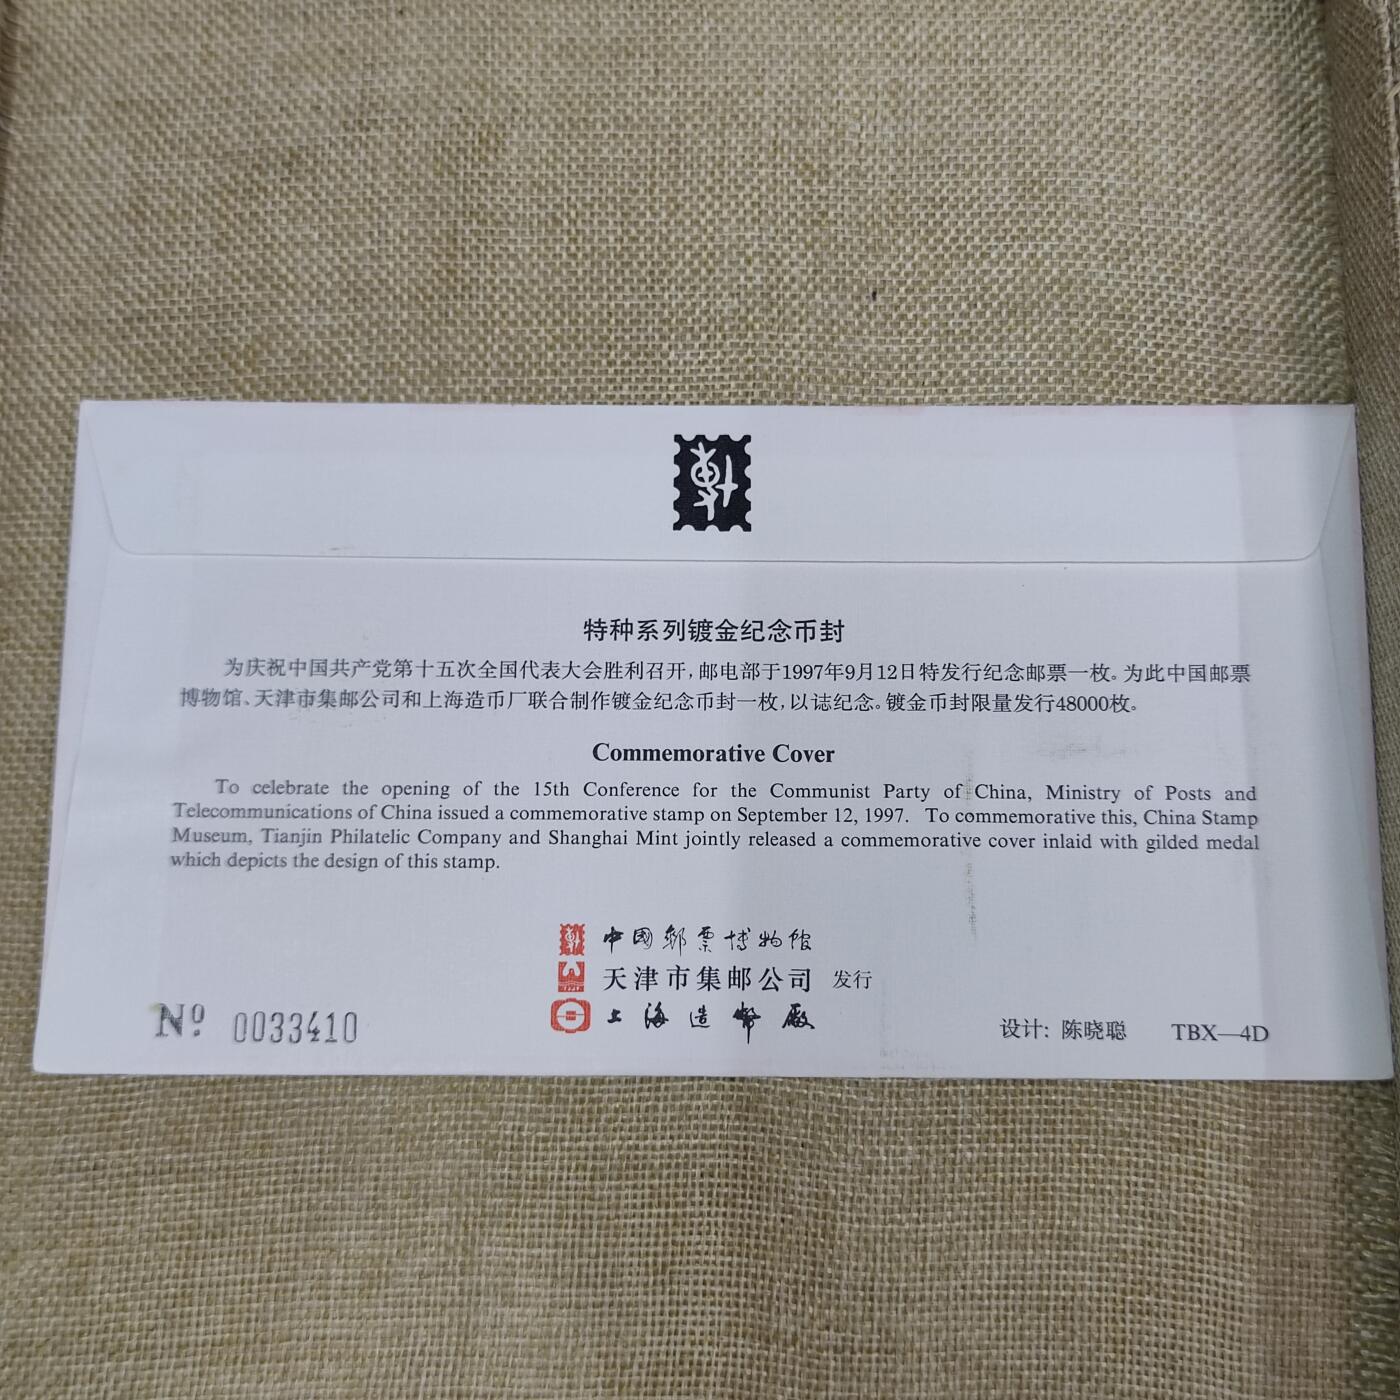 博
特种系列镀金纪念币封
为庆祝中国共产党第十五次全国代表大会胜利召开，邮电部于1997年9月12日特发行纪念邮票一枚。为此中国邮票
博物馆、天津市集邮公司和上海造币厂联合制作镀金纪念币封一枚，以誌纪念。镀金币封限量发行48000枚。
Commemorative Cover
To celebrate the opening of the 15th Conference for the Communist Party of China, Ministry of Posts and
Telecommunications of China issued a commemorative stamp on September 12, 1997. To commemorative this, China Stamp
Museum, Tianjin Philatelic Company and Shanghai Mint jointly released a commemorative cover inlaid with gilded medal
which depicts the design of this stamp.
中國郵票博物馆
天津市集邮公司 发行
上海造幣廠
Nº 0033410
设计: 陈晓聪 TBX—4D